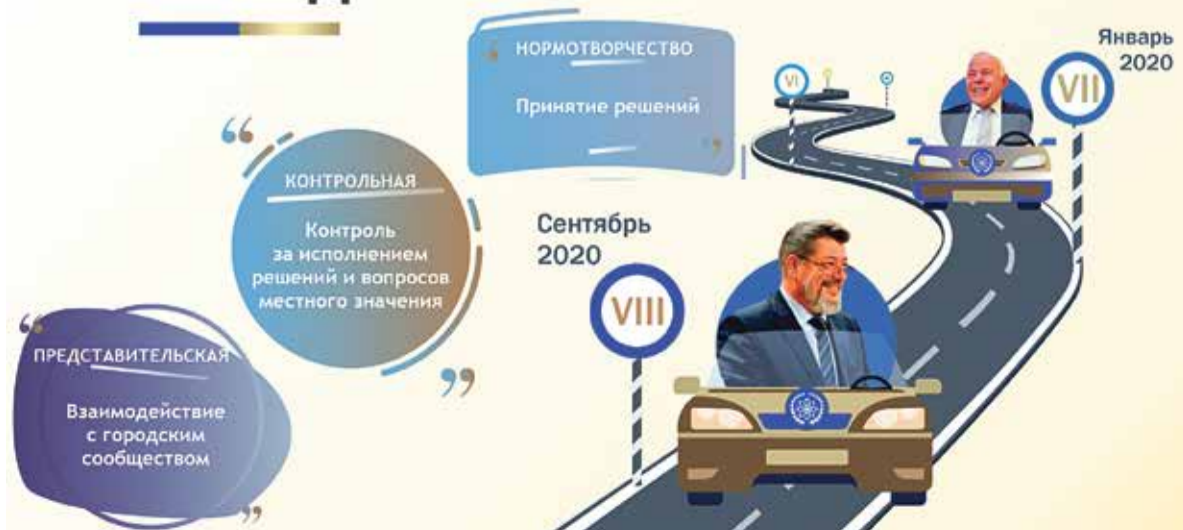 НОРМОТВОРЧЕСТВО
Принятие решений
КОНТРОЛЬНАЯ
Контроль
за исполнением
решений и вопросов
местного значения
ПРЕДСТАВИТЕЛЬСКАЯ
Взаимодействие
с городским
сообществом
Сентябрь
2020
VIII
VI
Январь
2020
VII